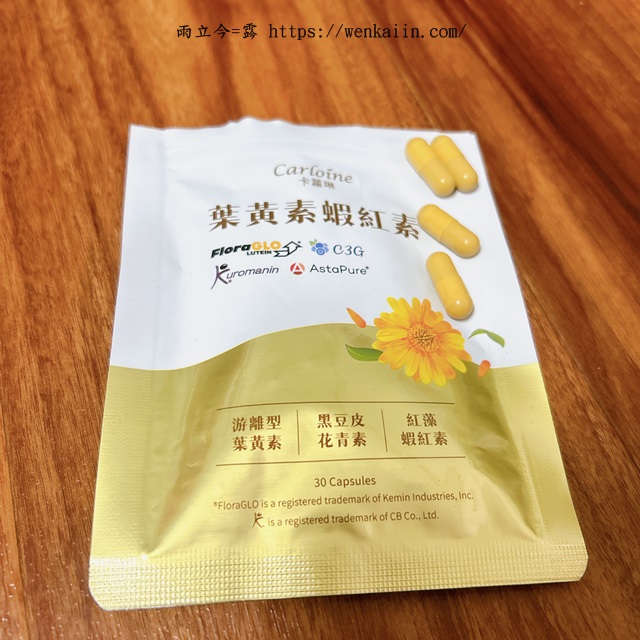 雨立今=露 https://wenkaiin.com/
Carloine
卡蘿琳
葉黃素蝦紅素
FloraGLO
LUTEIN
C3G
Kuromanin
AstaPure®
游離型 黑豆皮 紅藻
葉黃素 花青素 蝦紅素
30 Capsules
*FloraGLO is a registered trademark of Kemin Industries, Inc.
K. is a registered trademark of CB Co., Ltd.